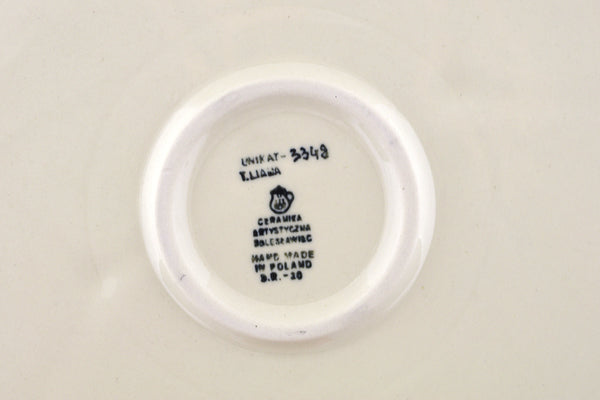 UNIKAT- 3348
T.LIANA
CERAMIKA
ARTYSTYCZNA
BOLESŁAWIEC
HAND MADE
IN POLAND
B.R.-30